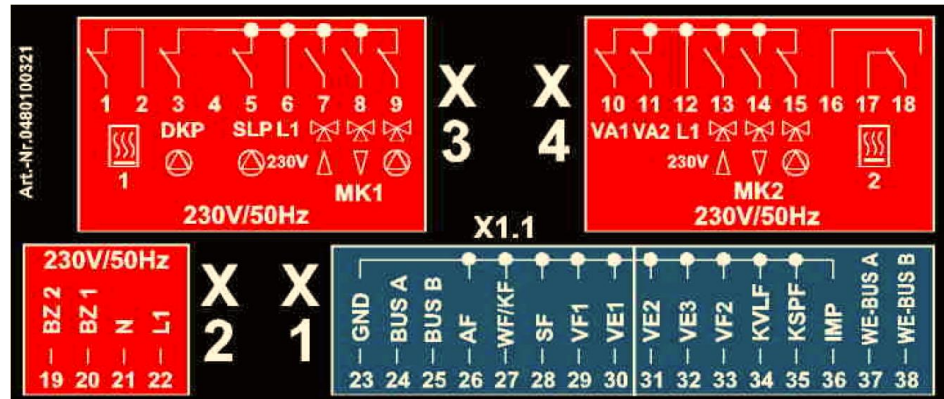 Art.-Nr.0480100321
1 2 3 4 5 6 7 8 9
DKP SLP L1
230V
1
MK1
230V/50Hz
X
3
X
4
10 11 12 13 14 15 16 17 18
VA1 VA2 L1
230V
2
MK2
230V/50Hz
X1.1
230V/50Hz
BZ 2 BZ 1 N L1
19 20 21 22
X
2
X
1
GND BUS A BUS B AF WF/KF SF VF1 VE1 VE2 VE3 VF2 KVLF KSPF IMP WE-BUS A WE-BUS B
23 24 25 26 27 28 29 30 31 32 33 34 35 36 37 38